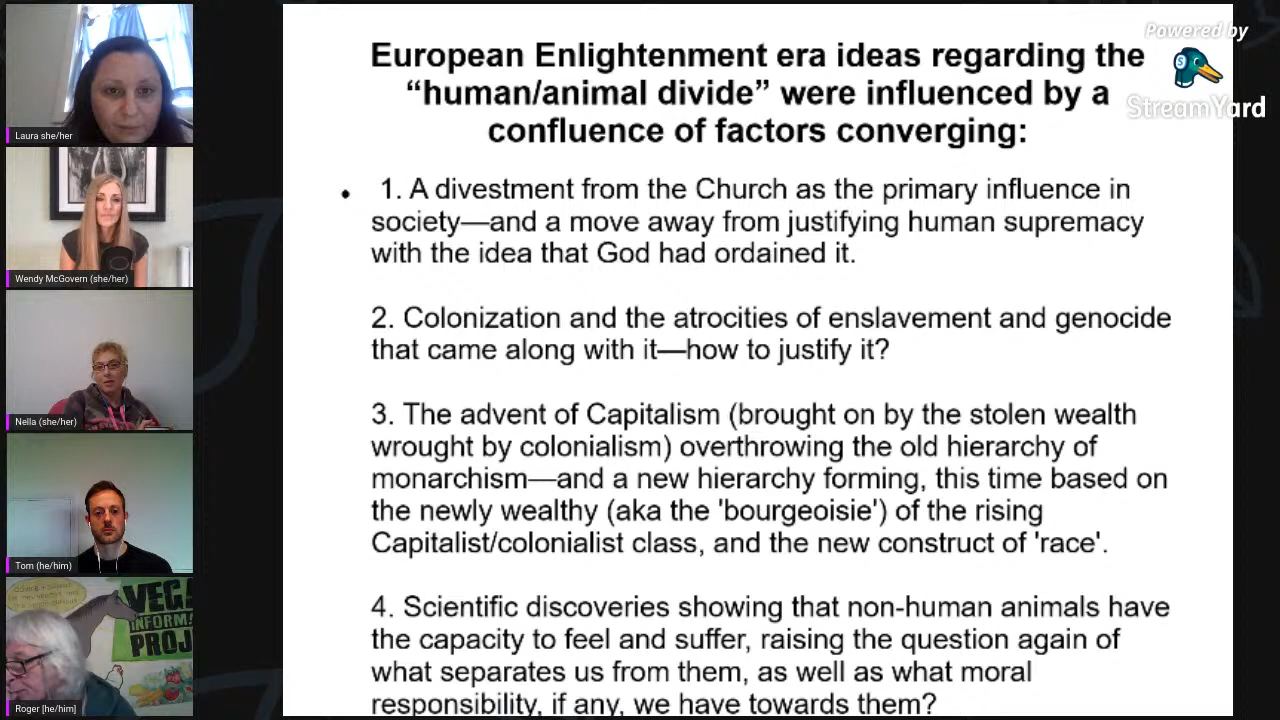 European Enlightenment era ideas regarding the
“human/animal divide” were influenced by a
confluence of factors converging:
• 1. A divestment from the Church as the primary influence in
society—and a move away from justifying human supremacy
with the idea that God had ordained it.
2. Colonization and the atrocities of enslavement and genocide
that came along with it—how to justify it?
3. The advent of Capitalism (brought on by the stolen wealth
wrought by colonialism) overthrowing the old hierarchy of
monarchism—and a new hierarchy forming, this time based on
the newly wealthy (aka the 'bourgeoisie') of the rising
Capitalist/colonialist class, and the new construct of 'race'.
4. Scientific discoveries showing that non-human animals have
the capacity to feel and suffer, raising the question again of
what separates us from them, as well as what moral
responsibility, if any, we have towards them?
Powered by
StreamYard
Laura she/her
Wendy McGovern (she/her)
Nella (she/her)
Tom (he/him)
VEGA
INFORMA
PROJ
Roger [he/him]